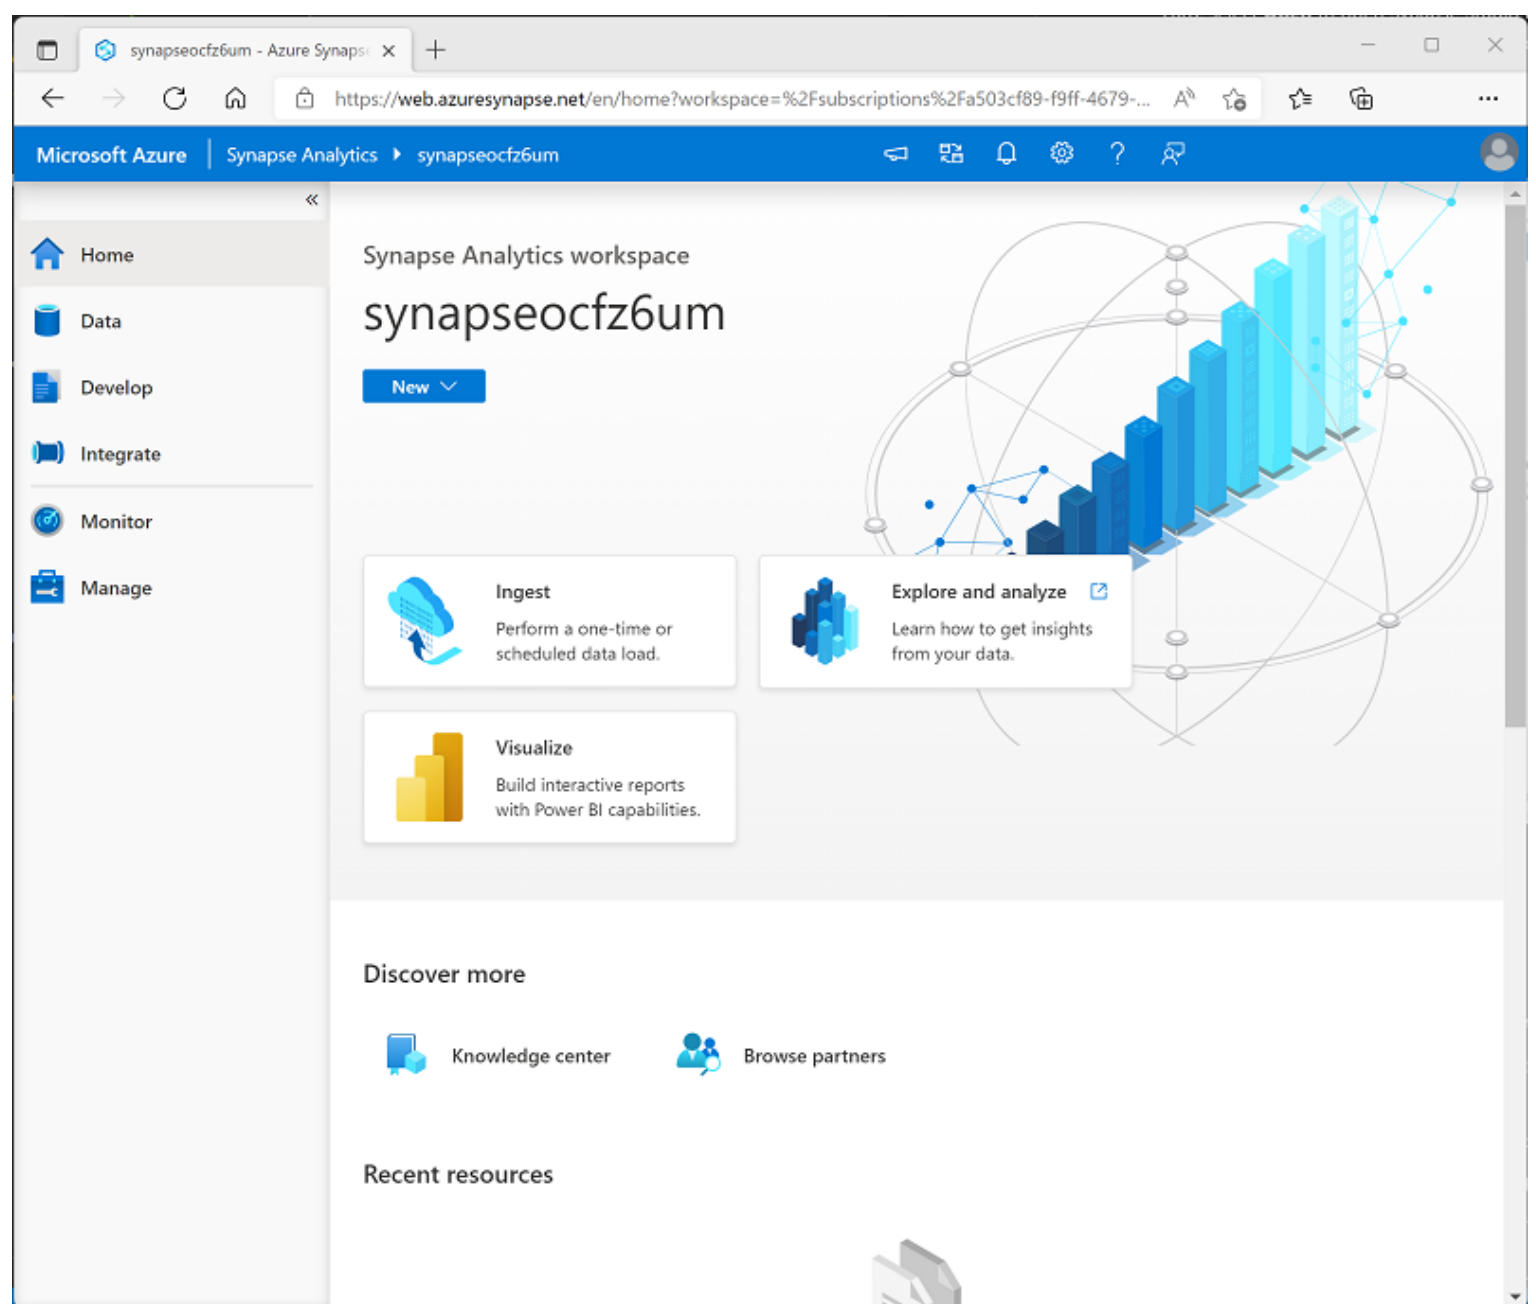 synapseocfz6um - Azure Synaps
https://web.azuresynapse.net/en/home?workspace=%2Fsubscriptions%2Fa503cf89-f9ff-4679-...
Microsoft Azure
Synapse Analytics
synapseocfz6um
Home
Data
Develop
Integrate
Monitor
Manage
Synapse Analytics workspace
synapseocfz6um
New
Ingest
Perform a one-time or
scheduled data load.
Explore and analyze
Learn how to get insights
from your data.
Visualize
Build interactive reports
with Power BI capabilities.
Discover more
Knowledge center
Browse partners
Recent resources